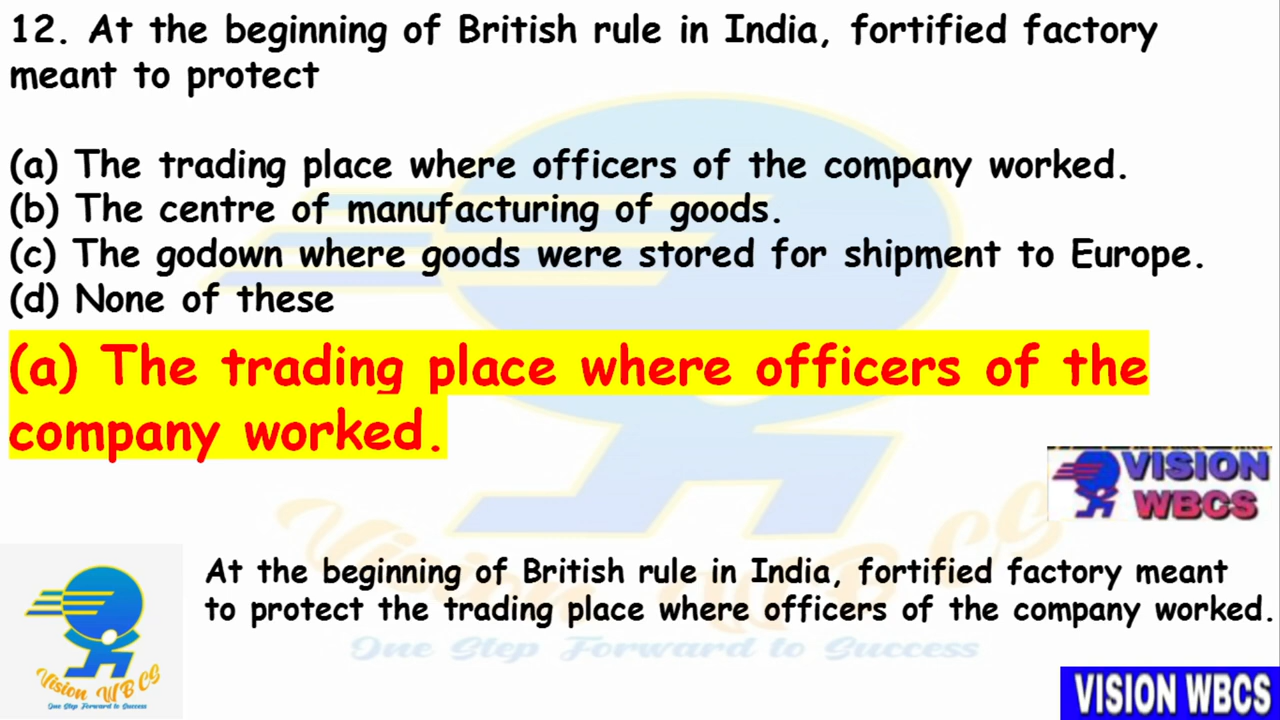 12. At the beginning of British rule in India, fortified factory
meant to protect
(a) The trading place where officers of the company worked.
(b) The centre of manufacturing of goods.
(c) The godown where goods were stored for shipment to Europe.
(d) None of these
(a) The trading place where officers of the
company worked.
VISION
WBCS
Vision WBCS
One Step Forward to Success
At the beginning of British rule in India, fortified factory meant
to protect the trading place where officers of the company worked.
Vision WBCS
One Step Forward to Success
VISION WBCS